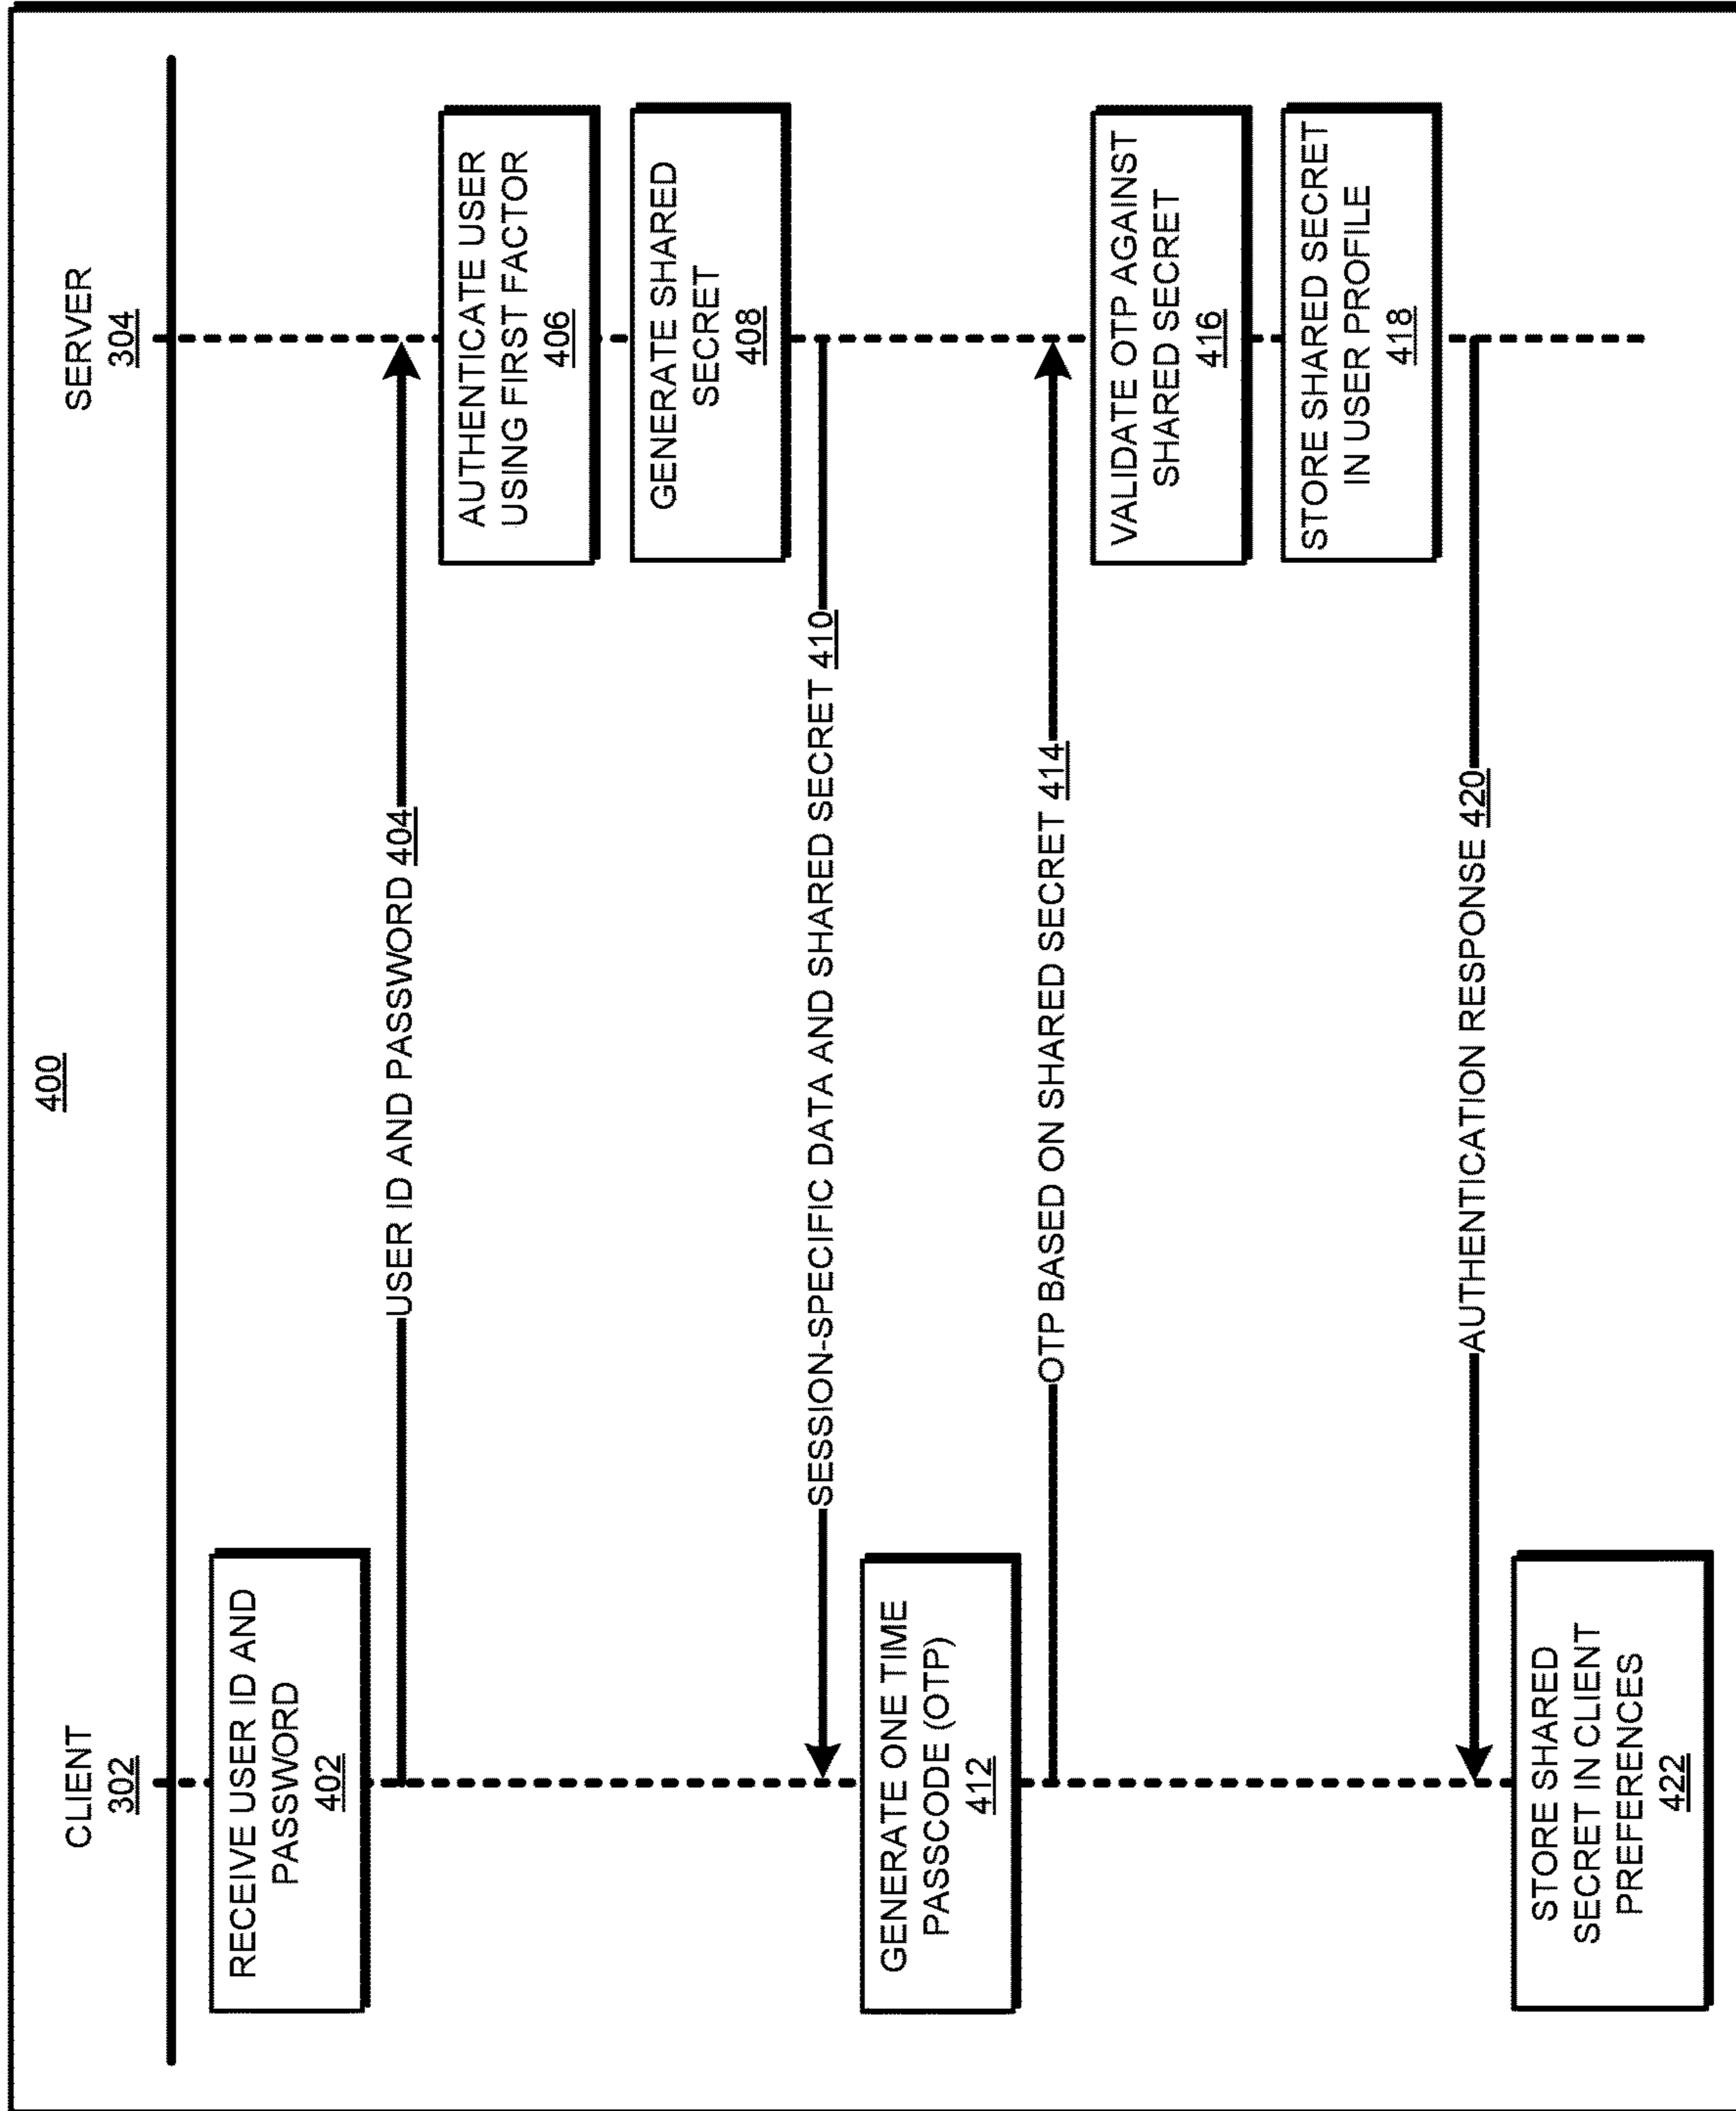 400
CLIENT
302
SERVER
304
RECEIVE USER ID AND
PASSWORD
402
USER ID AND PASSWORD 404
AUTHENTICATE USER
USING FIRST FACTOR
406
GENERATE SHARED
SECRET
408
SESSION-SPECIFIC DATA AND SHARED SECRET 410
GENERATE ONE TIME
PASSCODE (OTP)
412
OTP BASED ON SHARED SECRET 414
VALIDATE OTP AGAINST
SHARED SECRET
416
STORE SHARED SECRET
IN USER PROFILE
418
AUTHENTICATION RESPONSE 420
STORE SHARED
SECRET IN CLIENT
PREFERENCES
422